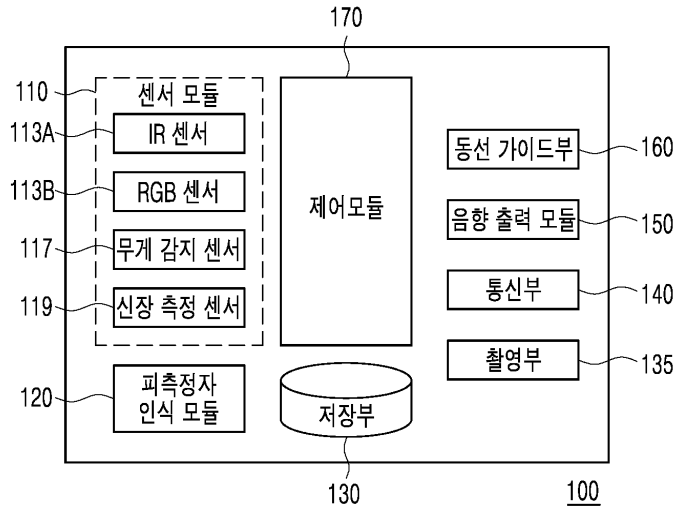 170
110
센서 모듈
113A
IR 센서
113B
RGB 센서
117
무게 감지 센서
119
신장 측정 센서
120
피측정자
인식 모듈
제어모듈
저장부
130
동선 가이드부
160
음향 출력 모듈
150
통신부
140
촬영부
135
100